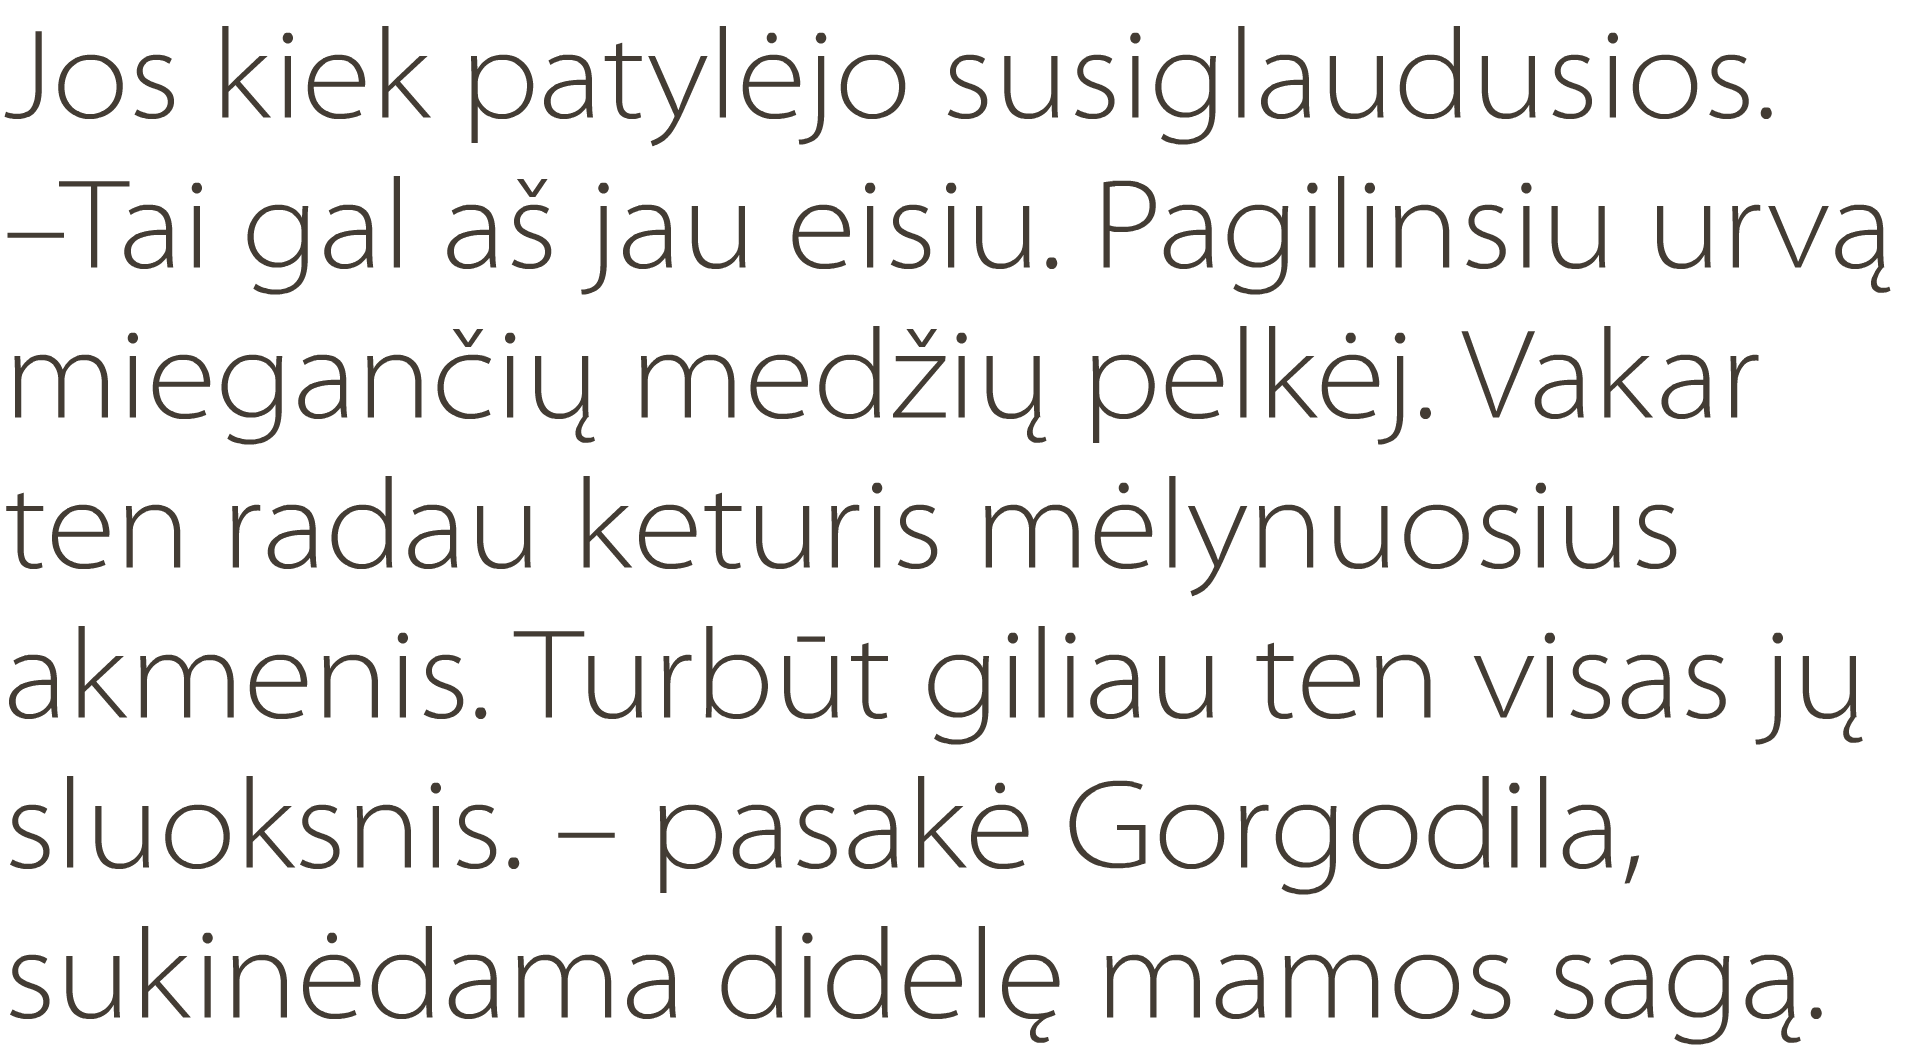 Jos kiek patylėjo susiglaudusios.
–Tai gal aš jau eisiu. Pagilinsiu urvą
miegančių medžių pelkėj. Vakar
ten radau keturis mėlynuosius
akmenis. Turbūt giliau ten visas jų
sluoksnis. – pasakė Gorgodila,
sukinėdama didelę mamos sagą.